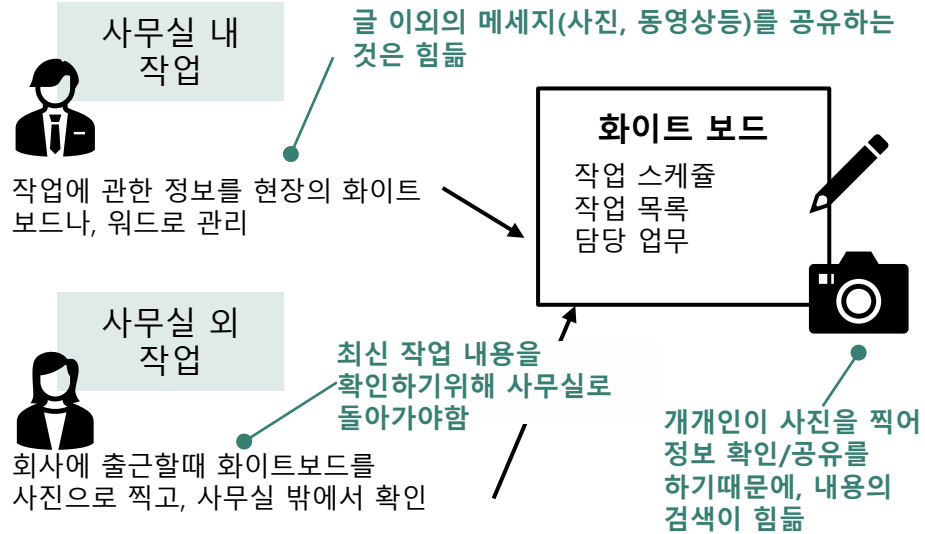 사무실 내
작업
글 이외의 메세지(사진, 동영상등)를 공유하는
것은 힘듦
작업에 관한 정보를 현장의 화이트
보드나, 워드로 관리
화이트 보드
작업 스케쥴
작업 목록
담당 업무
사무실 외
작업
최신 작업 내용을
확인하기위해 사무실로
돌아가야함
회사에 출근할때 화이트보드를
사진으로 찍고, 사무실 밖에서 확인
개개인이 사진을 찍어
정보 확인/공유를
하기때문에, 내용의
검색이 힘듦